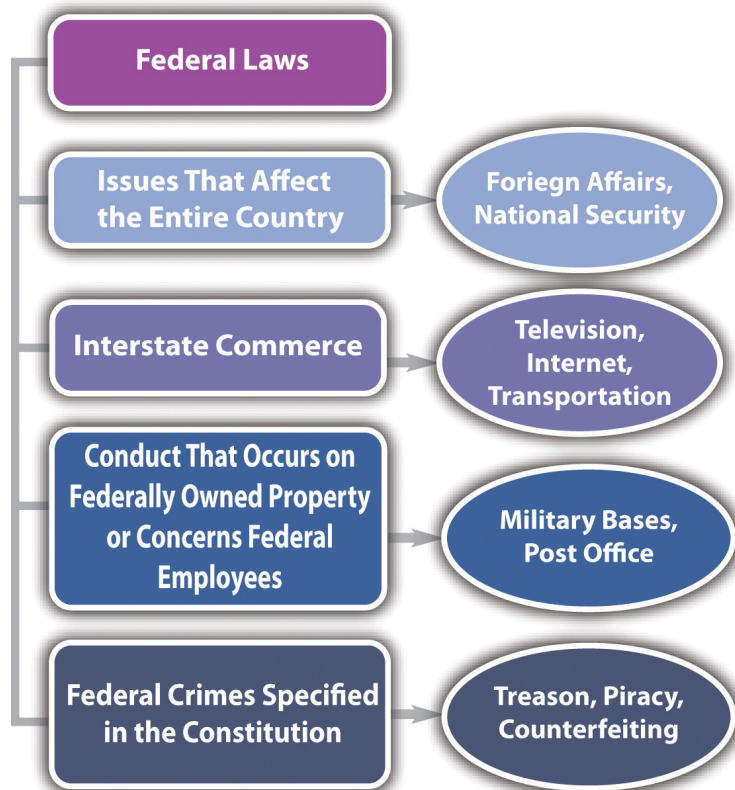 Federal Laws
Issues That Affect
the Entire Country
Foriegn Affairs,
National Security
Interstate Commerce
Television,
Internet,
Transportation
Conduct That Occurs on
Federally Owned Property
or Concerns Federal
Employees
Military Bases,
Post Office
Federal Crimes Specified
in the Constitution
Treason, Piracy,
Counterfeiting